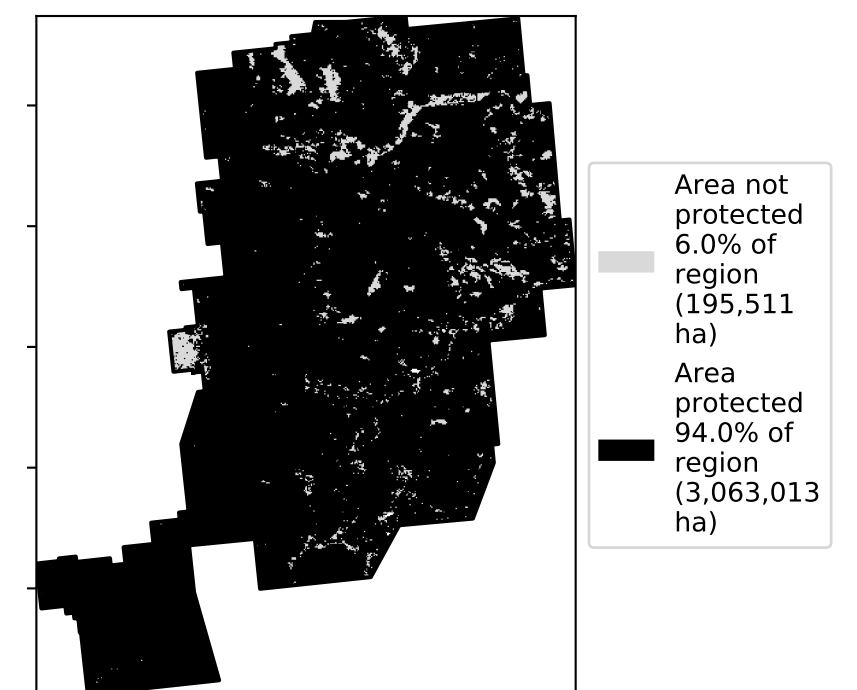 Area not
protected
6.0% of
region
(195,511
ha)
Area
protected
94.0% of
region
(3,063,013
ha)